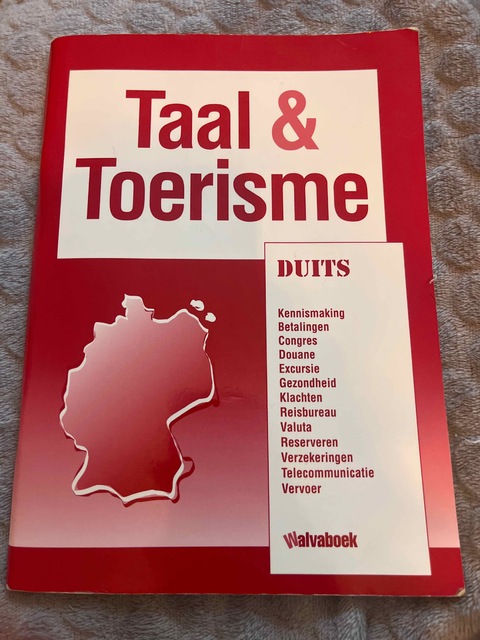 Taal &
Toerisme
DUITS
Kennismaking
Betalingen
Congres
Douane
Excursie
Gezondheid
Klachten
Reisbureau
Valuta
Reserveren
Verzekeringen
Telecommunicatie
Vervoer
Walvaboek